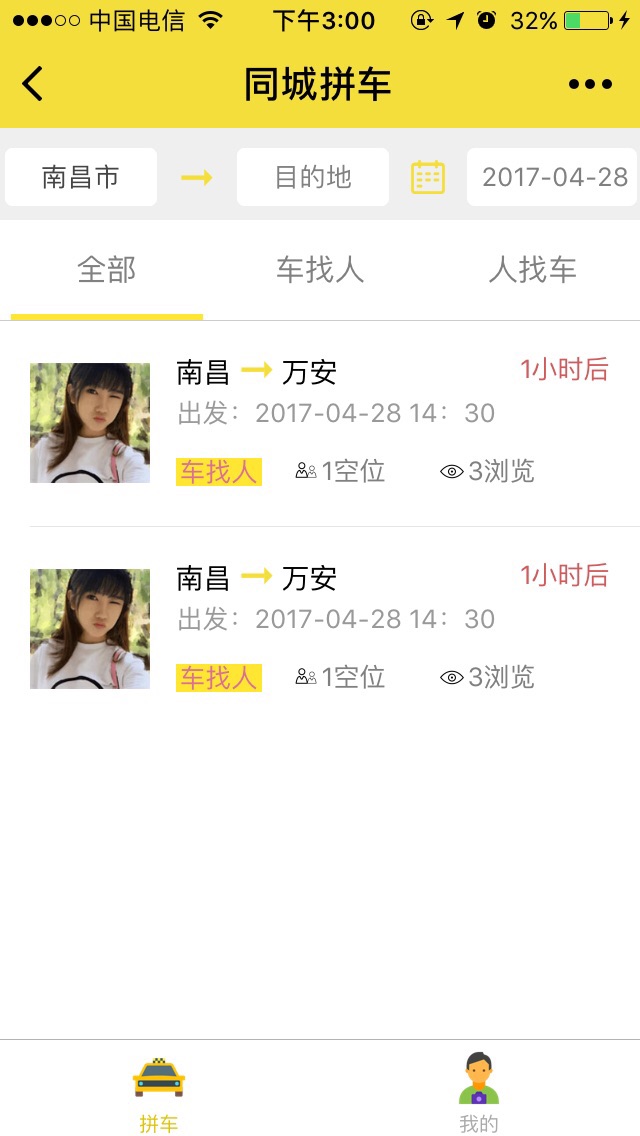 中国电信 下午3:00 32%
同城拼车
南昌市 目的地 2017-04-28
全部 车找人 人找车
南昌 万安 1小时后
出发：2017-04-28 14：30
车找人 1空位 3浏览
南昌 万安 1小时后
出发：2017-04-28 14：30
车找人 1空位 3浏览
拼车 我的